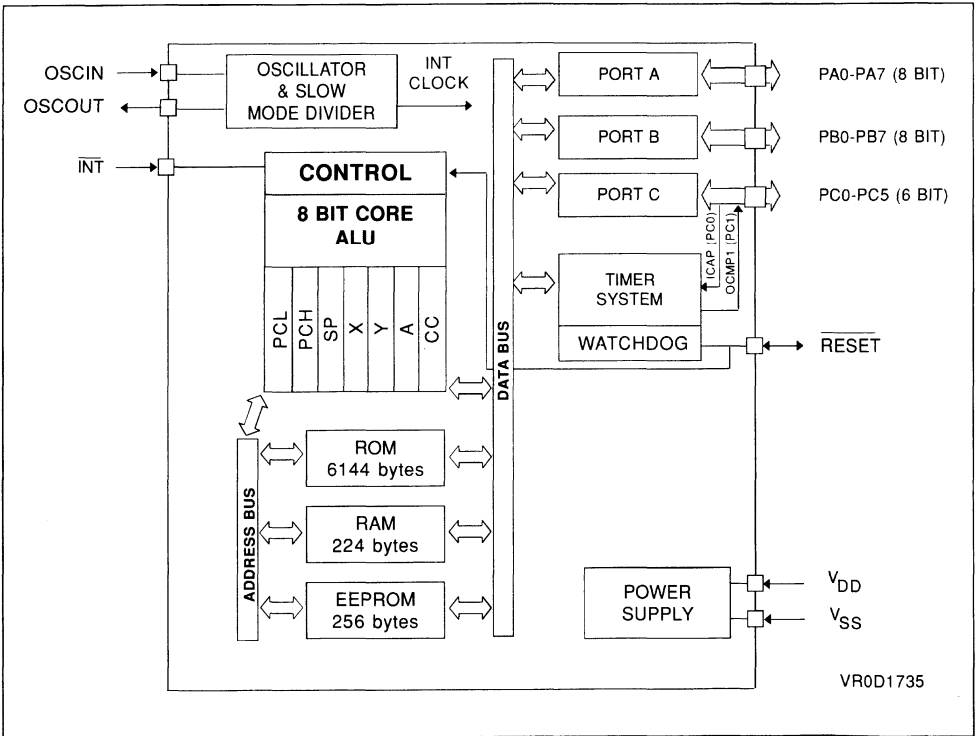 OSCIN
OSCOUT
INT
OSCILLATOR
& SLOW
MODE DIVIDER
INT
CLOCK
CONTROL
8 BIT CORE
ALU
PCL
PCH
SP
X
Y
A
CC
ADDRESS BUS
ROM
6144 bytes
RAM
224 bytes
EEPROM
256 bytes
DATA BUS
PORT A
PORT B
PORT C
PA0-PA7 (8 BIT)
PB0-PB7 (8 BIT)
PC0-PC5 (6 BIT)
ICAP (PC0)
OCMP1 (PC1)
TIMER
SYSTEM
WATCHDOG
RESET
POWER
SUPPLY
VDD
VSS
VR0D1735